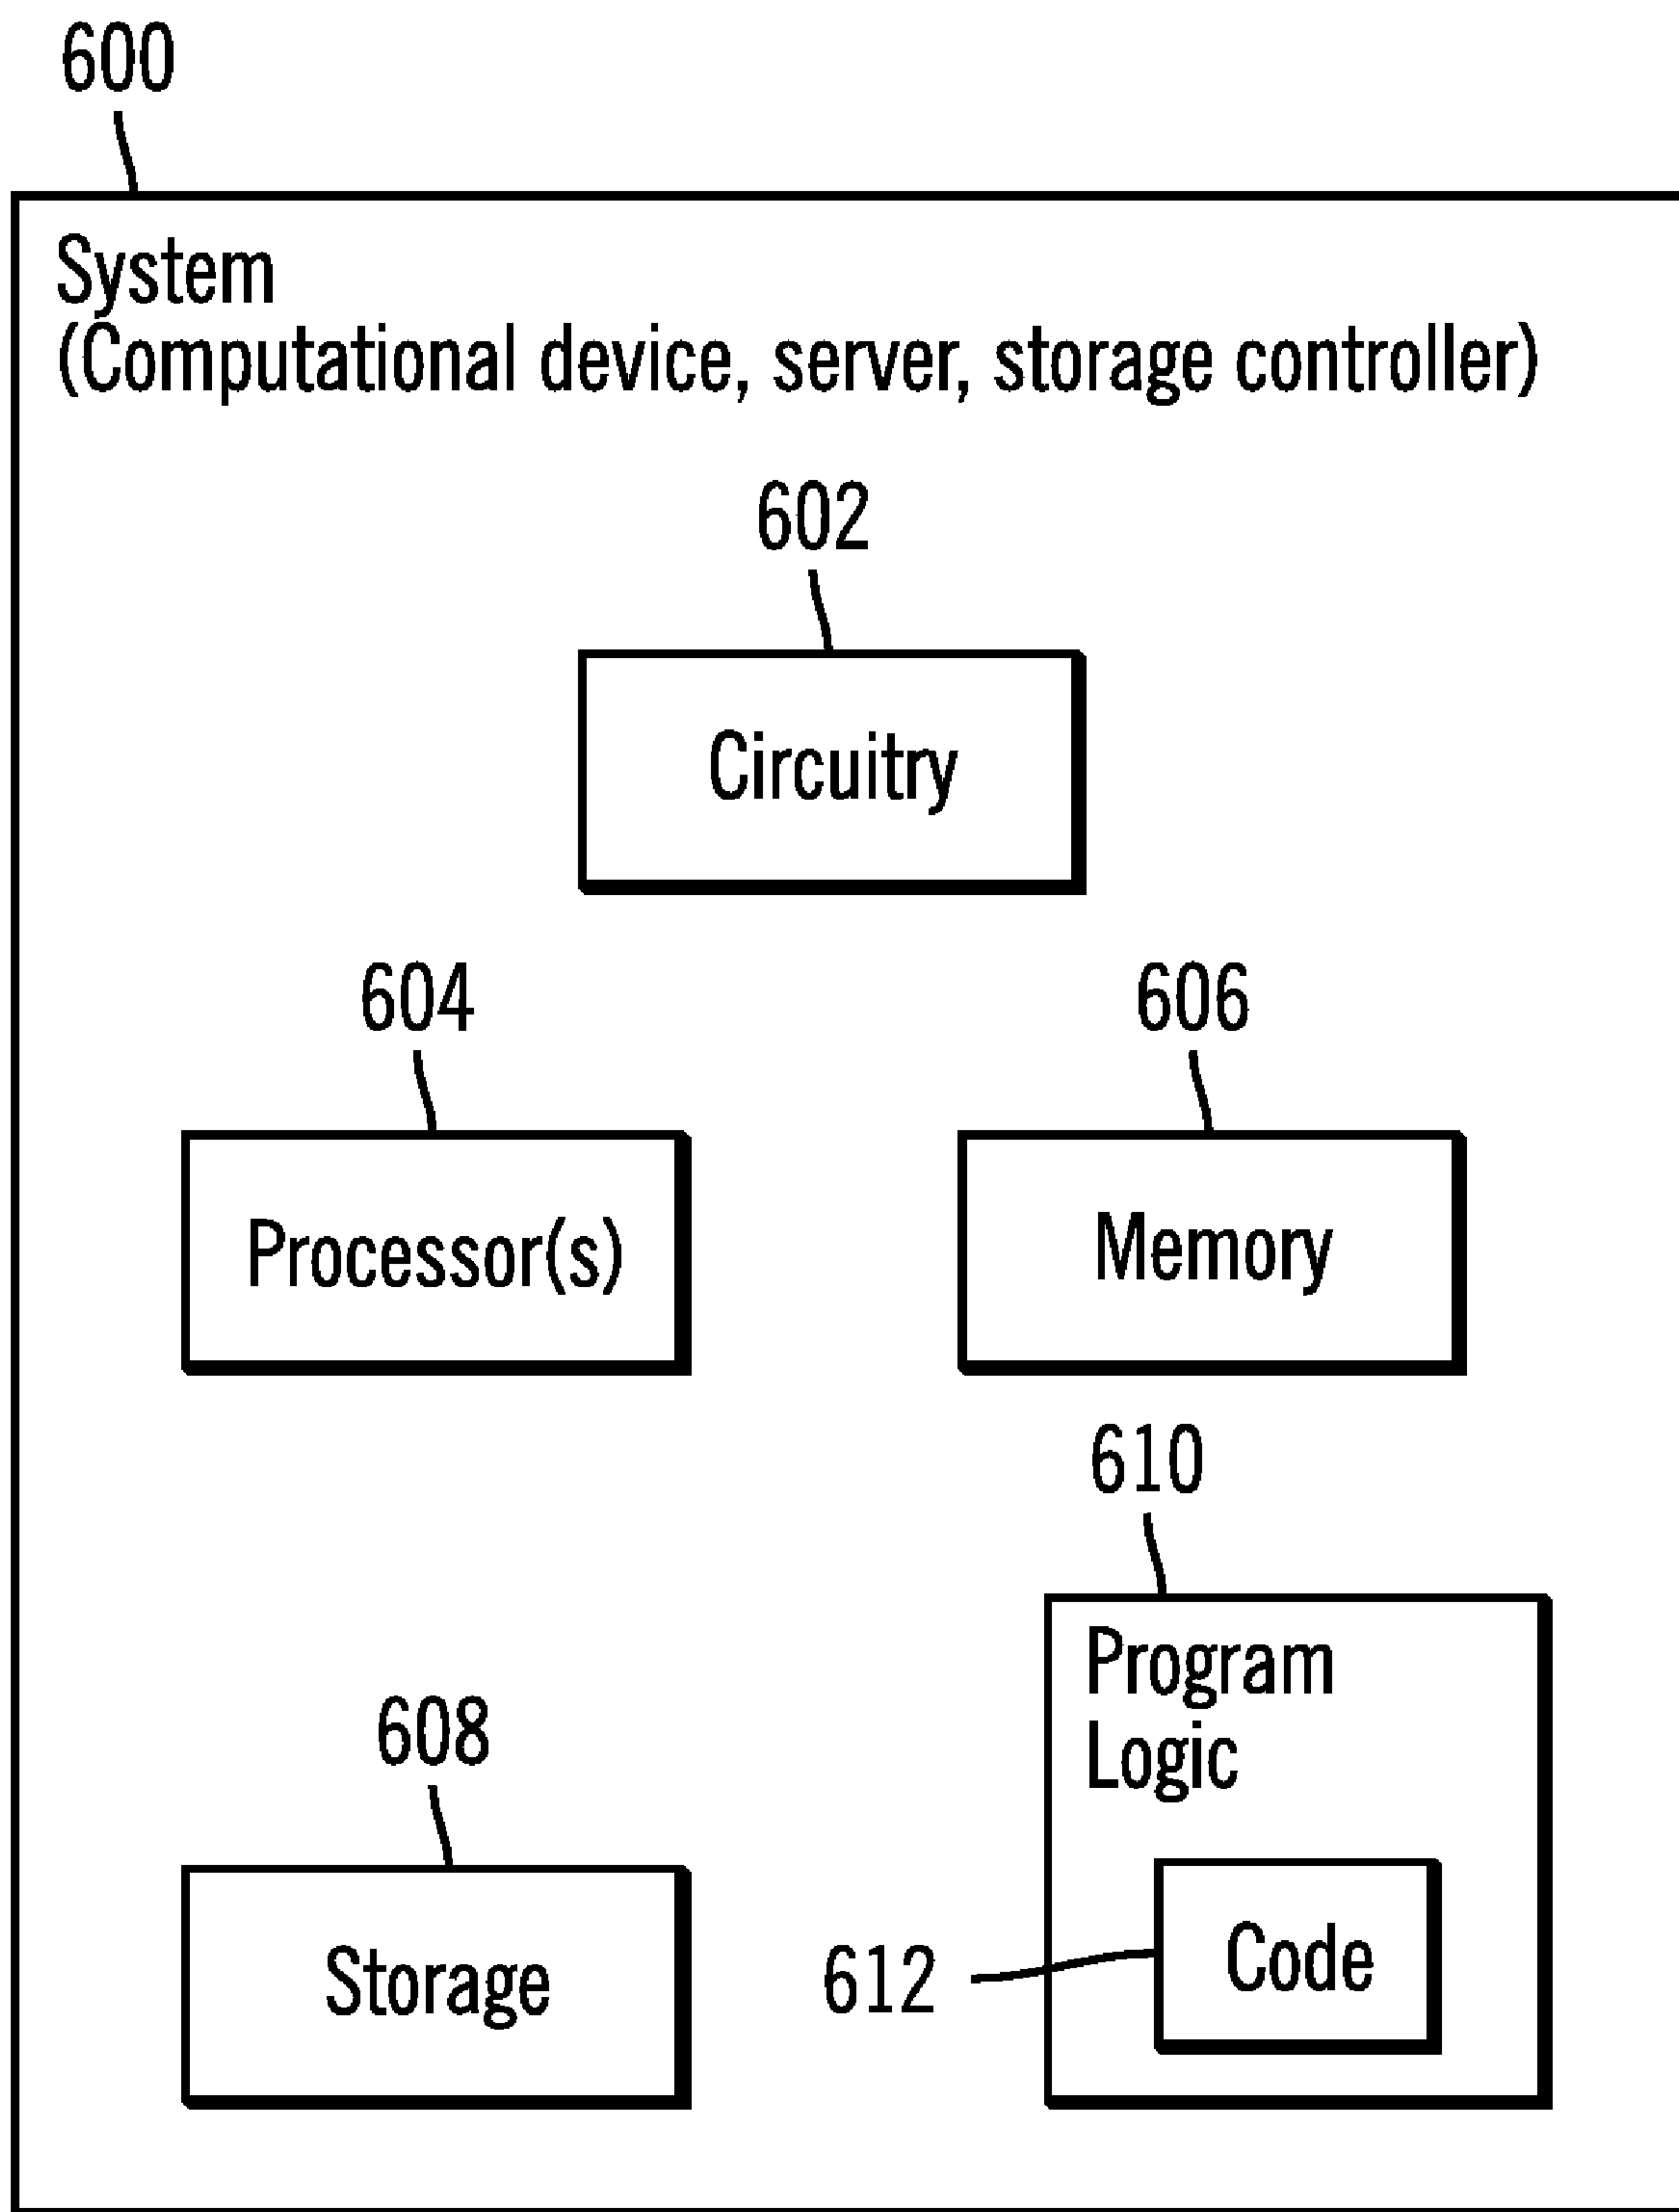 600
System
(Computational device, server, storage controller)
602
Circuitry
604
606
Processor(s)
Memory
610
Program
Logic
608
Storage
612
Code